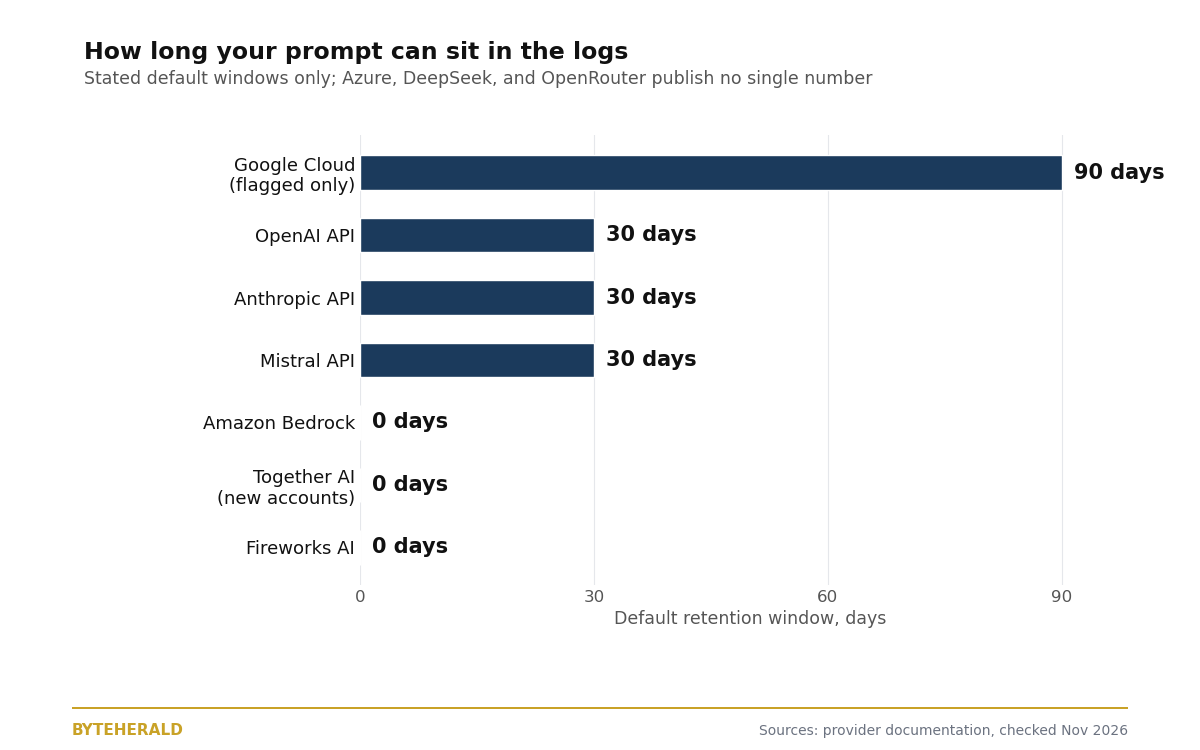 How long your prompt can sit in the logs
Stated default windows only; Azure, DeepSeek, and OpenRouter publish no single number
Google Cloud
(flagged only)
90 days
OpenAI API
30 days
Anthropic API
30 days
Mistral API
30 days
Amazon Bedrock
0 days
Together AI
(new accounts)
0 days
Fireworks AI
0 days
0 30 60 90
Default retention window, days
BYTEHERALD
Sources: provider documentation, checked Nov 2026